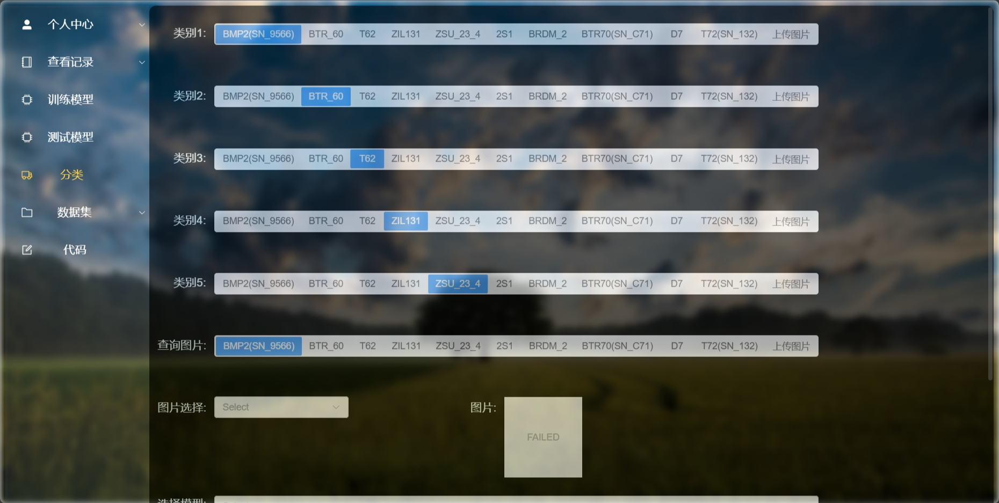 个人中心
查看记录
训练模型
测试模型
分类
数据集
代码
类别1: BMP2(SN_9566) BTR_60 T62 ZIL131 ZSU_23_4 2S1 BRDM_2 BTR70(SN_C71) D7 T72(SN_132) 上传图片
类别2: BMP2(SN_9566) BTR_60 T62 ZIL131 ZSU_23_4 2S1 BRDM_2 BTR70(SN_C71) D7 T72(SN_132) 上传图片
类别3: BMP2(SN_9566) BTR_60 T62 ZIL131 ZSU_23_4 2S1 BRDM_2 BTR70(SN_C71) D7 T72(SN_132) 上传图片
类别4: BMP2(SN_9566) BTR_60 T62 ZIL131 ZSU_23_4 2S1 BRDM_2 BTR70(SN_C71) D7 T72(SN_132) 上传图片
类别5: BMP2(SN_9566) BTR_60 T62 ZIL131 ZSU_23_4 2S1 BRDM_2 BTR70(SN_C71) D7 T72(SN_132) 上传图片
查询图片: BMP2(SN_9566) BTR_60 T62 ZIL131 ZSU_23_4 2S1 BRDM_2 BTR70(SN_C71) D7 T72(SN_132) 上传图片
图片选择: Select 图片:
FAILED
选择模型: